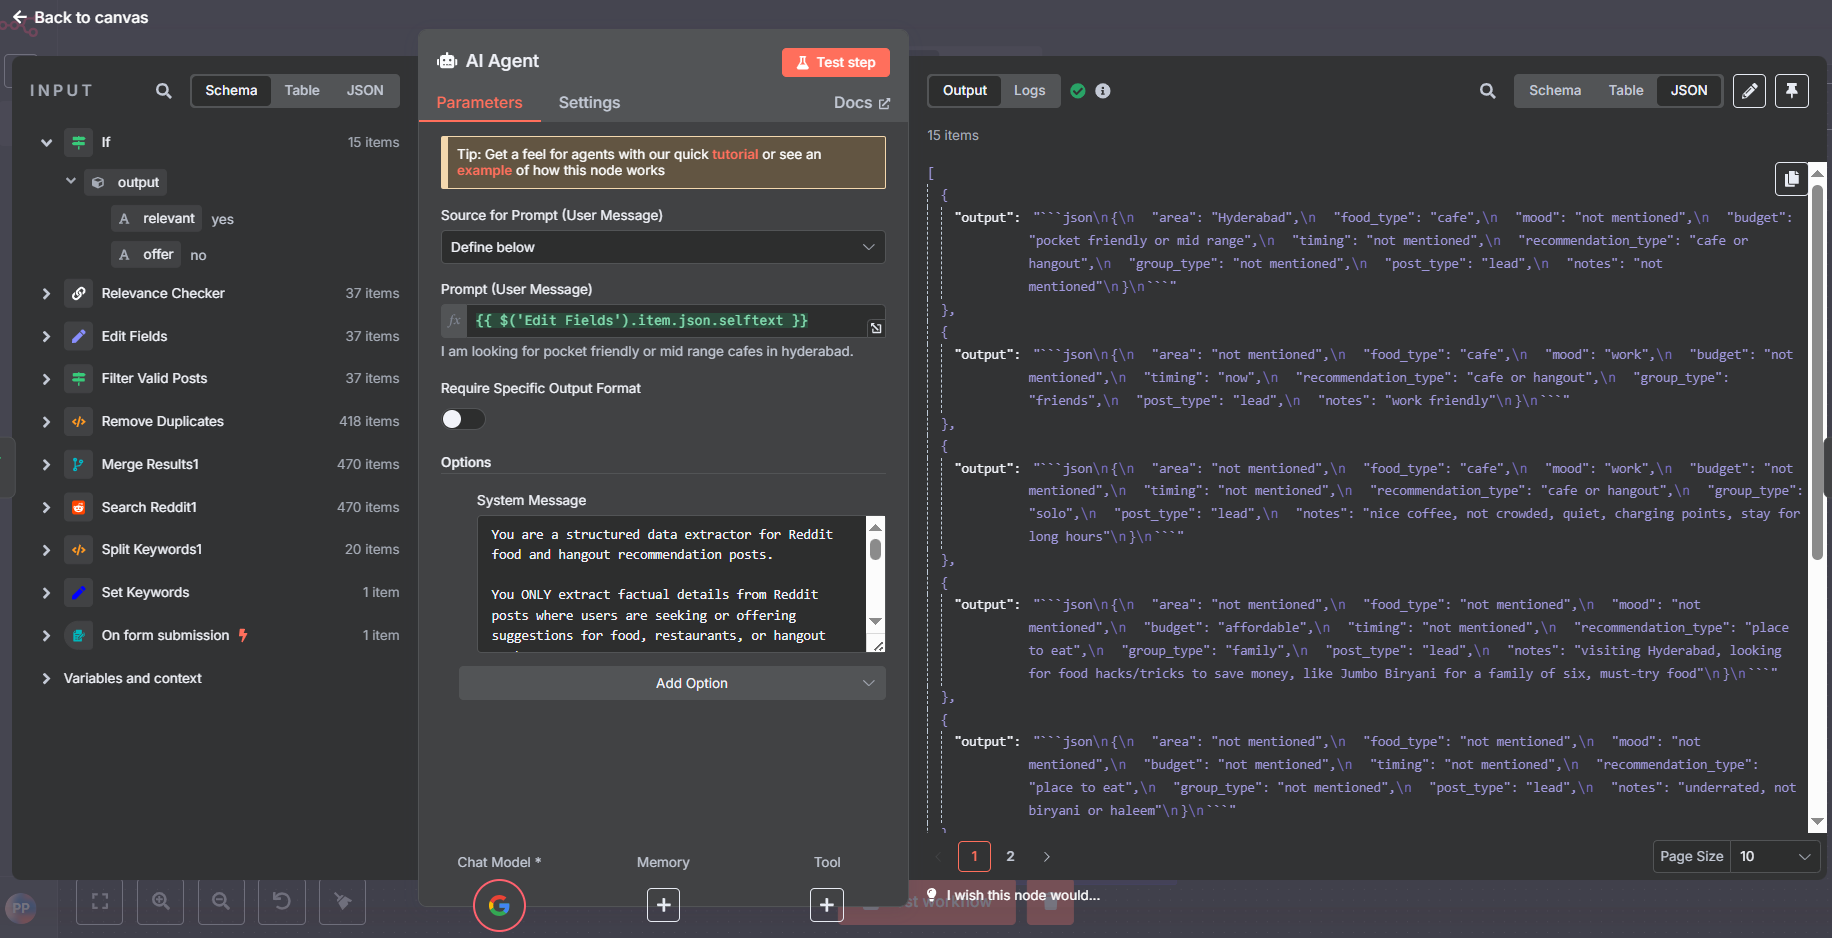 Back to canvas
INPUT
Schema
Table
JSON
If
15 items
output
A relevant yes
A offer no
Relevance Checker
37 items
Edit Fields
37 items
Filter Valid Posts
37 items
Remove Duplicates
418 items
Merge Results1
470 items
Search Reddit1
470 items
Split Keywords1
20 items
Set Keywords
1 item
On form submission
1 item
Variables and context
PP
AI Agent
Test step
Parameters
Settings
Docs
Tip: Get a feel for agents with our quick tutorial or see an
example of how this node works
Source for Prompt (User Message)
Define below
Prompt (User Message)
fx {{ $('Edit Fields').item.json.selftext }}
I am looking for pocket friendly or mid range cafes in hyderabad.
Require Specific Output Format
Options
System Message
You are a structured data extractor for Reddit
food and hangout recommendation posts.
You ONLY extract factual details from Reddit
posts where users are seeking or offering
suggestions for food, restaurants, or hangout
Add Option
Chat Model *
Memory
Tool
Output
Logs
Schema
Table
JSON
15 items
[
{
"output": "```json\n{\n  "area": "Hyderabad",\n  "food_type": "cafe",\n  "mood": "not mentioned",\n  "budget":
"pocket friendly or mid range",\n  "timing": "not mentioned",\n  "recommendation_type": "cafe or
hangout",\n  "group_type": "not mentioned",\n  "post_type": "lead",\n  "notes": "not
mentioned"\n}\n```"
},
{
"output": "```json\n{\n  "area": "not mentioned",\n  "food_type": "cafe",\n  "mood": "work",\n  "budget": "not
mentioned",\n  "timing": "now",\n  "recommendation_type": "cafe or hangout",\n  "group_type":
"friends",\n  "post_type": "lead",\n  "notes": "work friendly"\n}\n```"
},
{
"output": "```json\n{\n  "area": "not mentioned",\n  "food_type": "cafe",\n  "mood": "work",\n  "budget": "not
mentioned",\n  "timing": "not mentioned",\n  "recommendation_type": "cafe or hangout",\n  "group_type":
"solo",\n  "post_type": "lead",\n  "notes": "nice coffee, not crowded, quiet, charging points, stay for
long hours"\n}\n```"
},
{
"output": "```json\n{\n  "area": "not mentioned",\n  "food_type": "not mentioned",\n  "mood": "not
mentioned",\n  "budget": "affordable",\n  "timing": "not mentioned",\n  "recommendation_type": "place
to eat",\n  "group_type": "family",\n  "post_type": "lead",\n  "notes": "visiting Hyderabad, looking
for food hacks/tricks to save money, like Jumbo Biryani for a family of six, must-try food"\n}\n```"
},
{
"output": "```json\n{\n  "area": "not mentioned",\n  "food_type": "not mentioned",\n  "mood": "not
mentioned",\n  "budget": "not mentioned",\n  "timing": "not mentioned",\n  "recommendation_type":
"place to eat",\n  "group_type": "not mentioned",\n  "post_type": "lead",\n  "notes": "underrated, not
biryani or haleem"\n}\n```"
1
2
Page Size
10
I wish this node would...